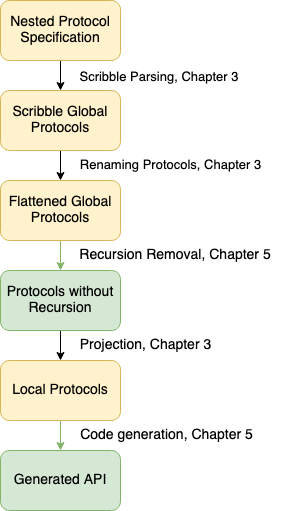 Nested Protocol
Specification
Scribble Parsing, Chapter 3
Scribble Global
Protocols
Renaming Protocols, Chapter 3
Flattened Global
Protocols
Recursion Removal, Chapter 5
Protocols without
Recursion
Projection, Chapter 3
Local Protocols
Code generation, Chapter 5
Generated API